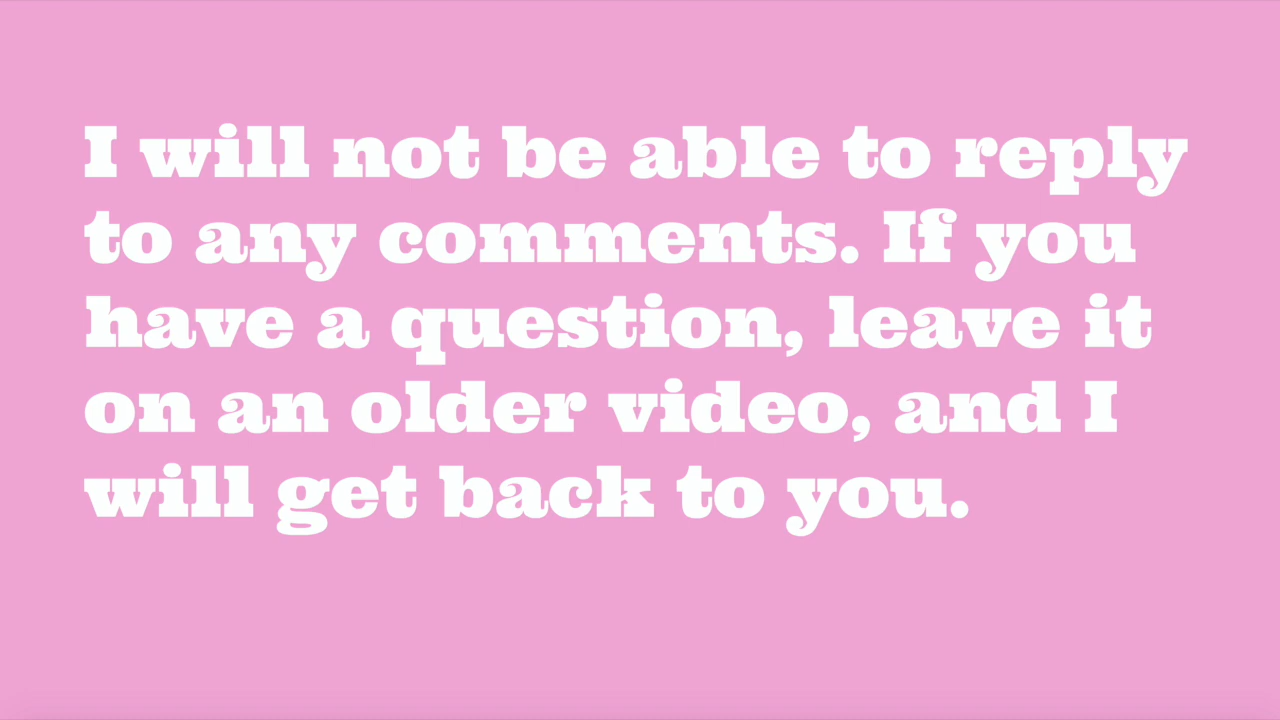 I will not be able to reply
to any comments. If you
have a question, leave it
on an older video, and I
will get back to you.